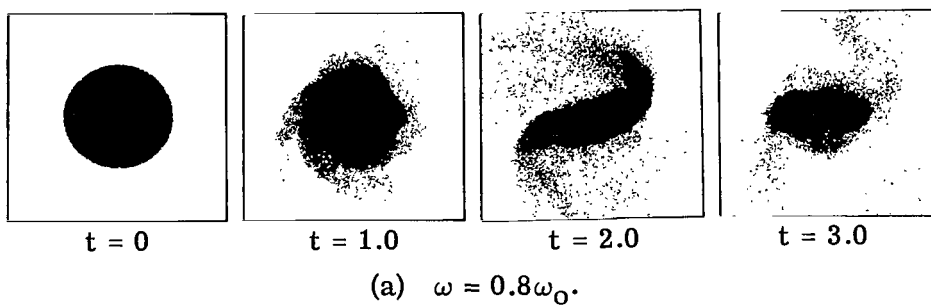 t = 0 t = 1.0 t = 2.0 t = 3.0
(a) ω = 0.8ω₀.